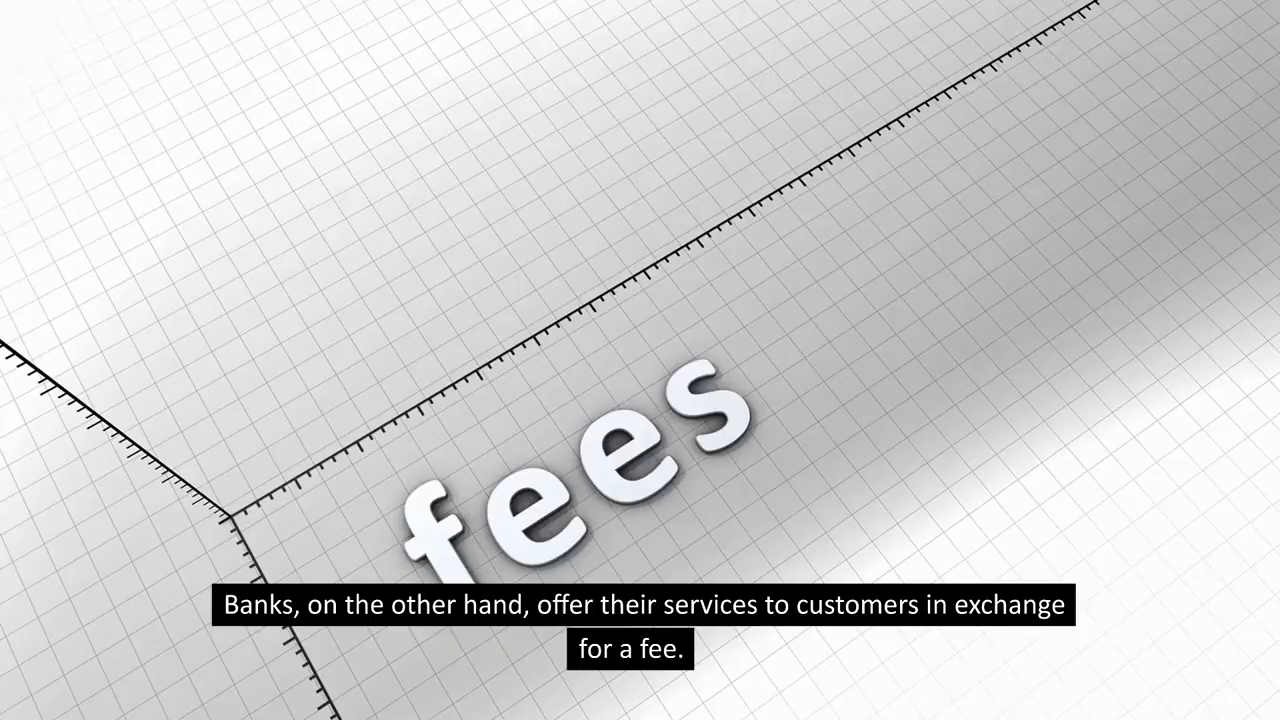 fees
Banks, on the other hand, offer their services to customers in exchange
for a fee.